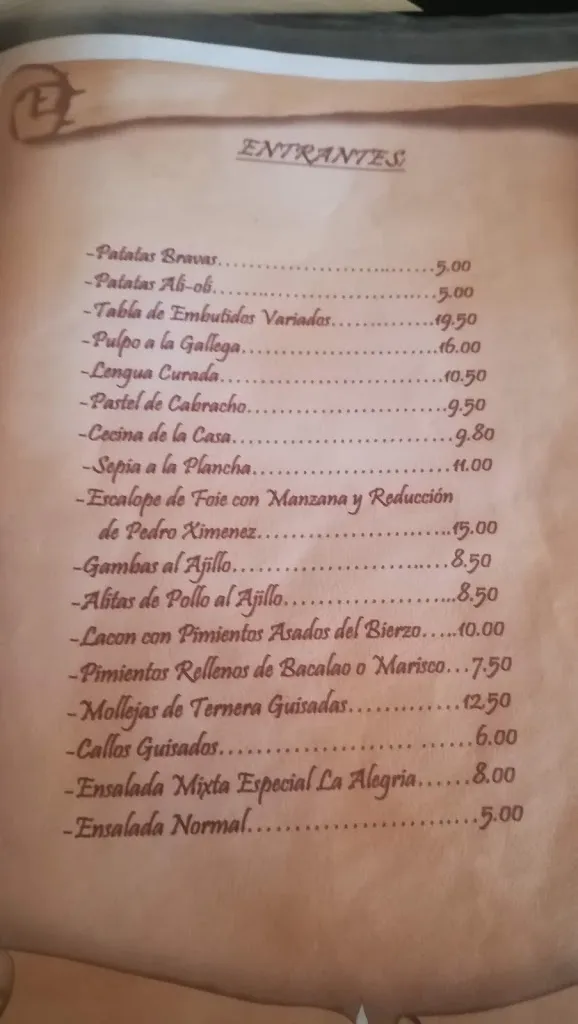 E
ENTRANTES:
-Patatas Bravas..................................5.00
-Patatas Ali-oli..................................5.00
-Tabla de Embutidos Variados...............19.50
-Pulpo a la Gallega.............................16.00
-Lengua Curada.................................10.50
-Pastel de Cabracho.............................9.50
-Cecina de la Casa..............................9.80
-Sepia a la Plancha.............................11.00
-Escalope de Foie con Manzana y Reducción
de Pedro Ximenez............................15.00
-Gambas al Ajillo................................8.50
-Alitas de Pollo al Ajillo.........................8.50
-Lacon con Pimientos Asados del Bierzo.....10.00
-Pimientos Rellenos de Bacalao o Marisco...7.50
-Mollejas de Ternera Guisadas..............12.50
-Callos Guisados................................6.00
-Ensalada Mixta Especial La Alegria......8.00
-Ensalada Normal.............................5.00